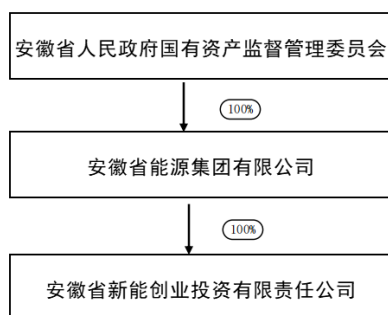 安徽省人民政府国有资产监督管理委员会
100%
安徽省能源集团有限公司
100%
安徽省新能创业投资有限责任公司